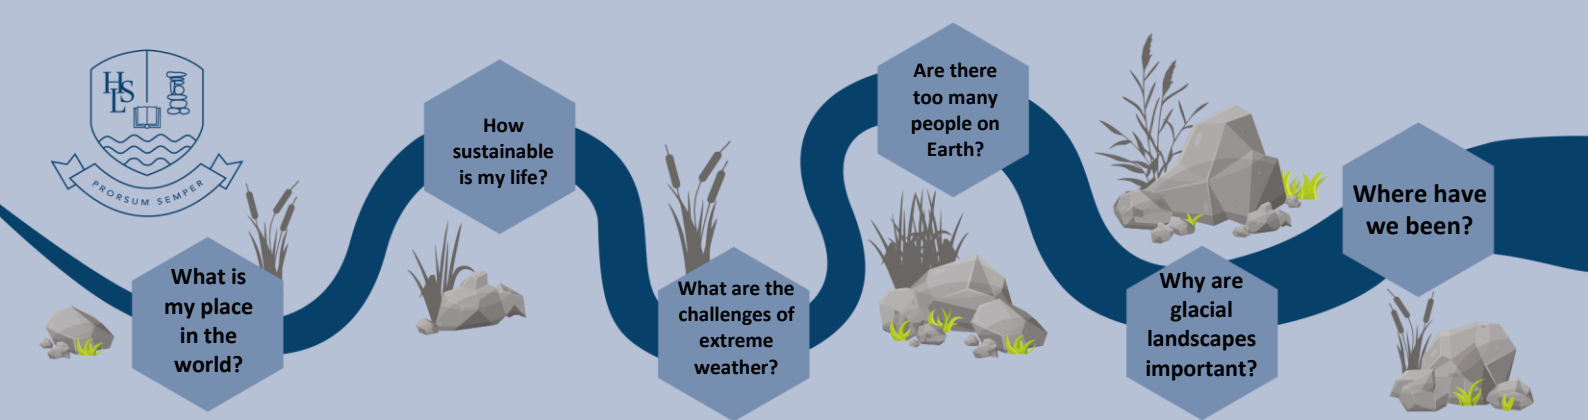 HLS
PRORSUM SEMPER
What is
my place
in the
world?
How
sustainable
is my life?
What are the
challenges of
extreme
weather?
Are there
too many
people on
Earth?
Why are
glacial
landscapes
important?
Where have
we been?